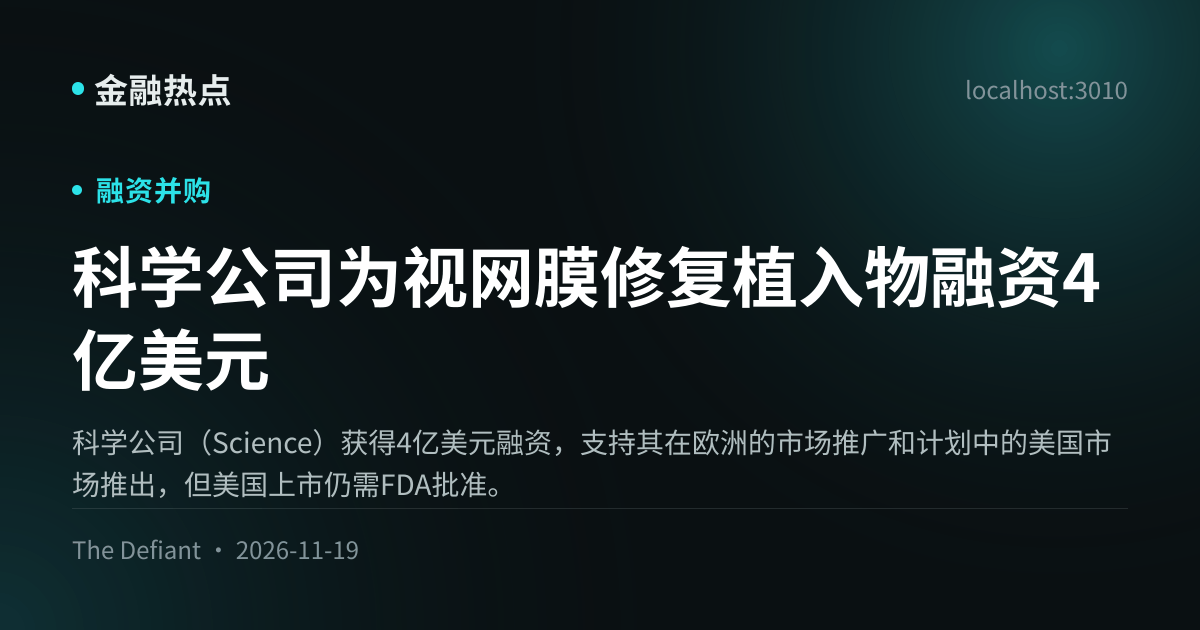 金融热点
localhost:3010
融资并购
科学公司为视网膜修复植入物融资4
亿美元
科学公司（Science）获得4亿美元融资，支持其在欧洲的市场推广和计划中的美国市
场推出，但美国上市仍需FDA批准。
The Defiant · 2026-11-19